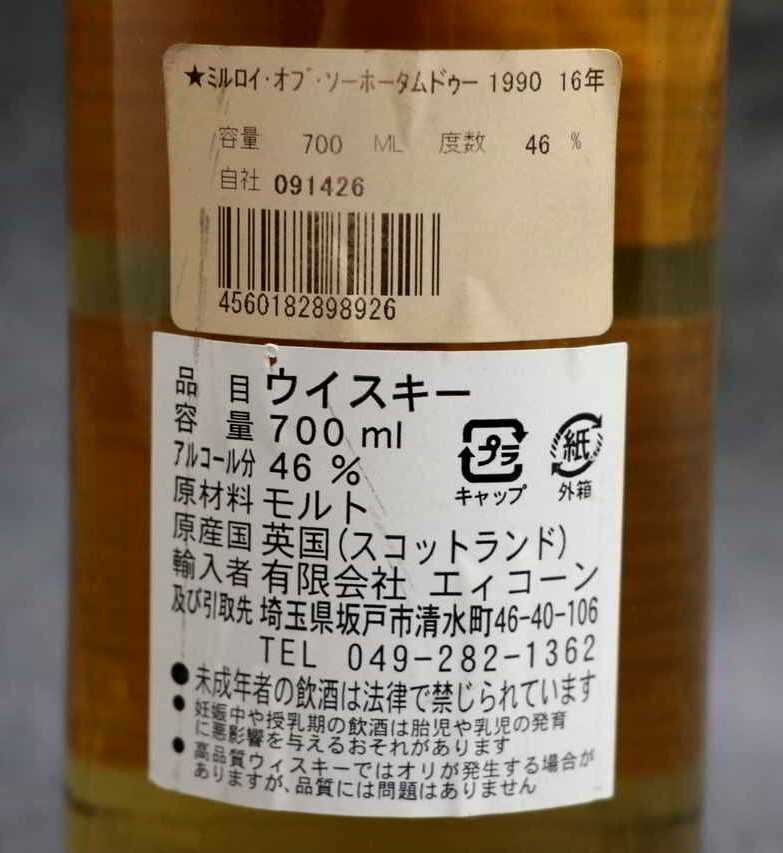 ★ミルロイ・オブ・ソーホータムドゥー 1990 16年
容量 700 ML 度数 46 %
自社 091426
4560182898926
品目 ウイスキー
容量 700 ml
アルコール分 46 %
原材料 モルト
原産国 英国(スコットランド)
輸入者 有限会社 エィコーン
及び引取先 埼玉県坂戸市清水町46-40-106
TEL 049-282-1362
プラ
キャップ
紙
外箱
●未成年者の飲酒は法律で禁じられています
●妊娠中や授乳期の飲酒は胎児や乳児の発育
に悪影響を与えるおそれがあります
●高品質ウィスキーではオリが発生する場合が
ありますが、品質には問題はありません